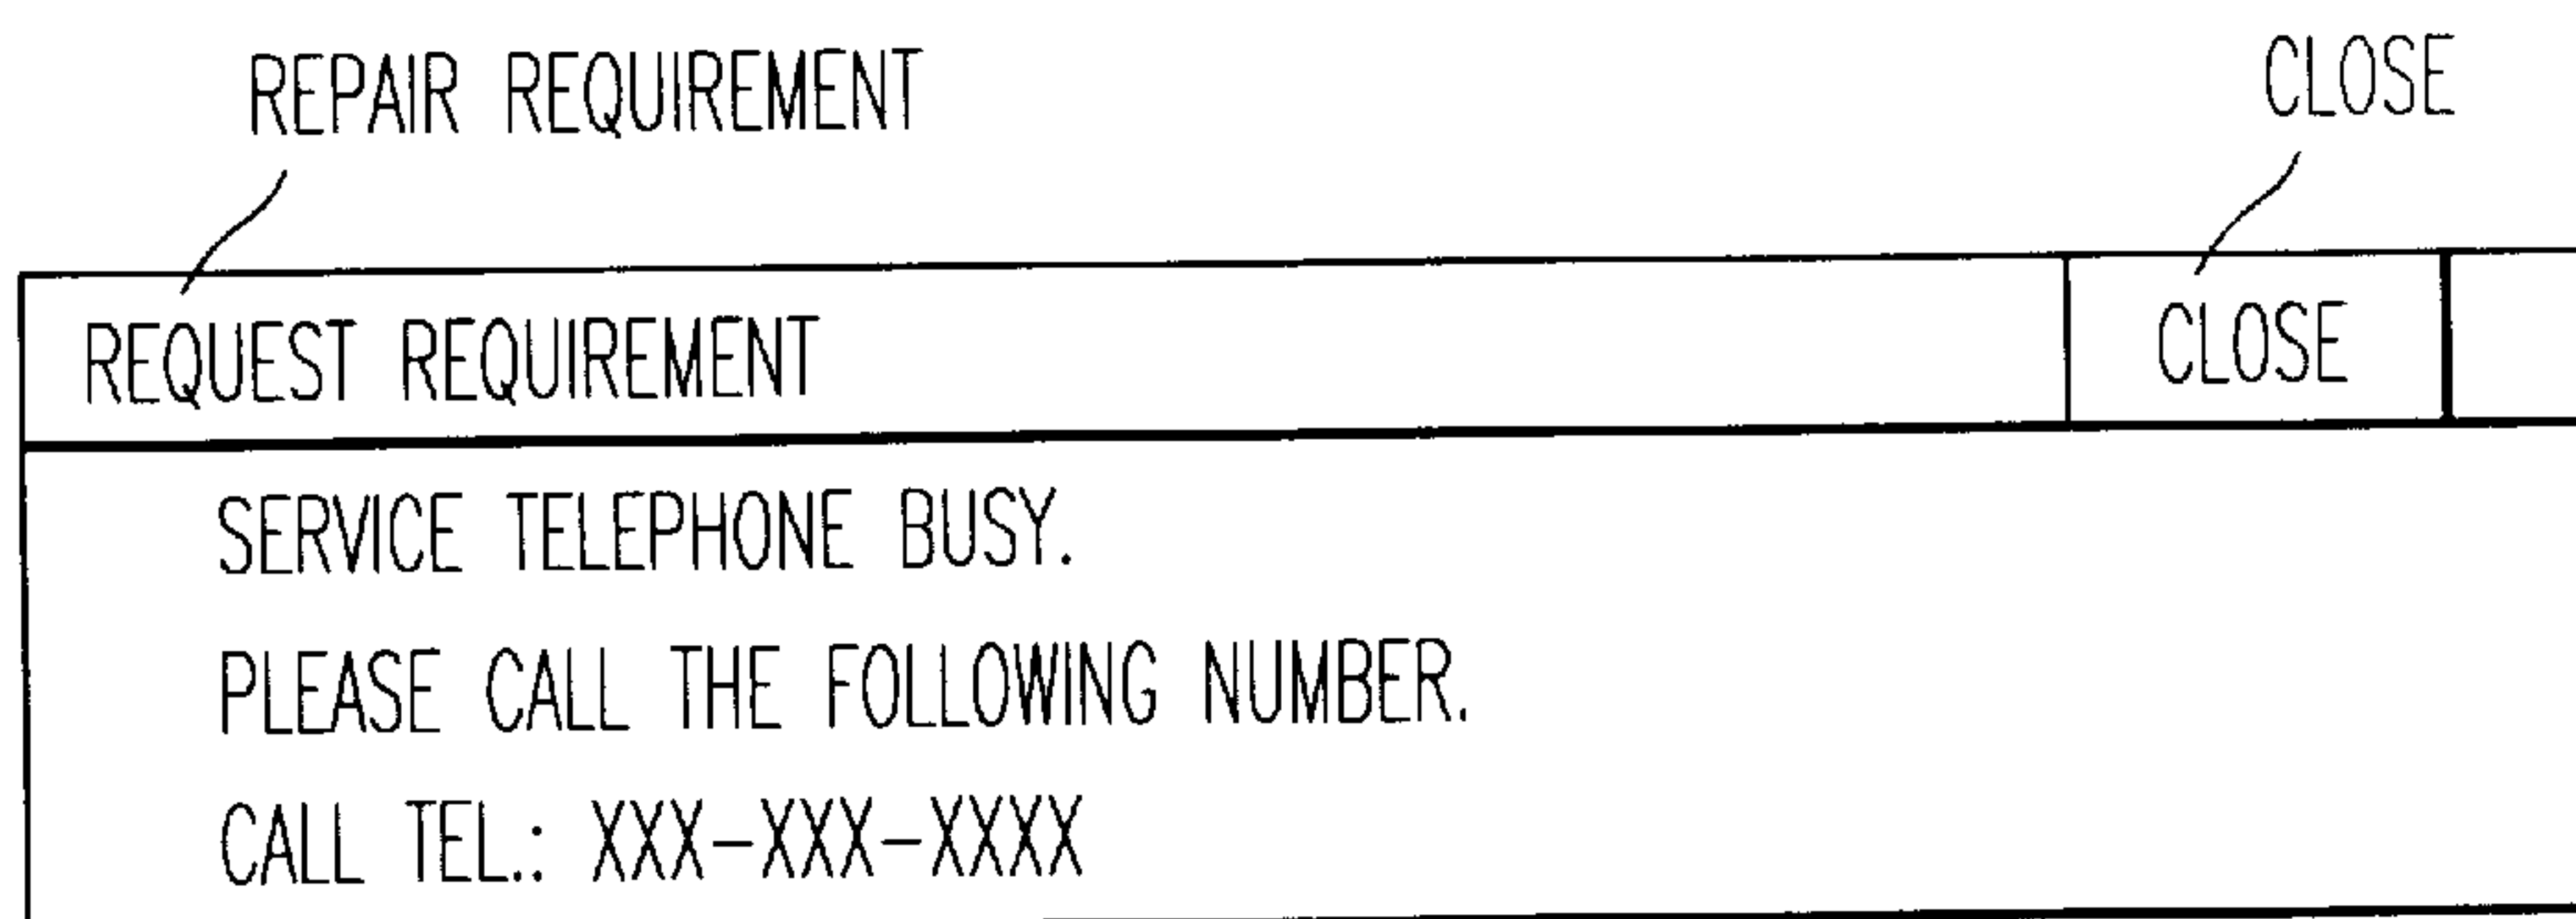 REPAIR REQUIREMENT CLOSE
REQUEST REQUIREMENT CLOSE
SERVICE TELEPHONE BUSY.
PLEASE CALL THE FOLLOWING NUMBER.
CALL TEL.: XXX-XXX-XXXX